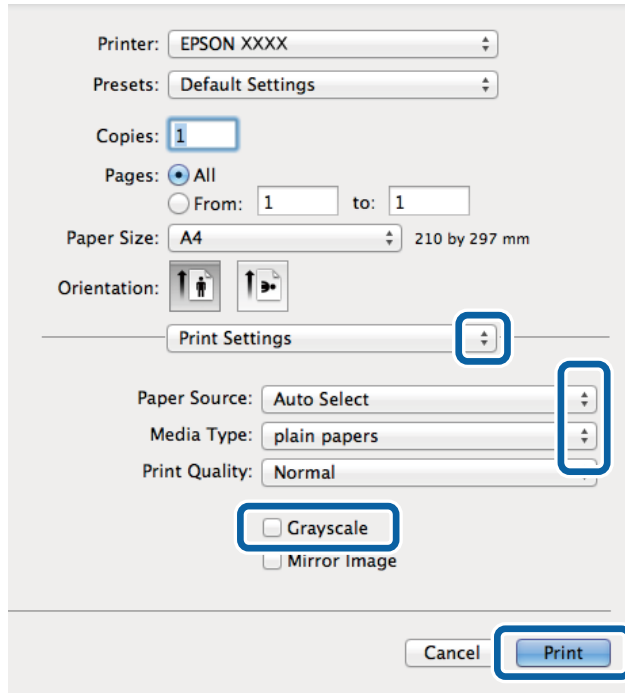 Printer: EPSON XXXX
Presets: Default Settings
Copies: 1
Pages: All
From: 1 to: 1
Paper Size: A4 210 by 297 mm
Orientation:
Print Settings
Paper Source: Auto Select
Media Type: plain papers
Print Quality: Normal
Grayscale
Mirror Image
Cancel Print